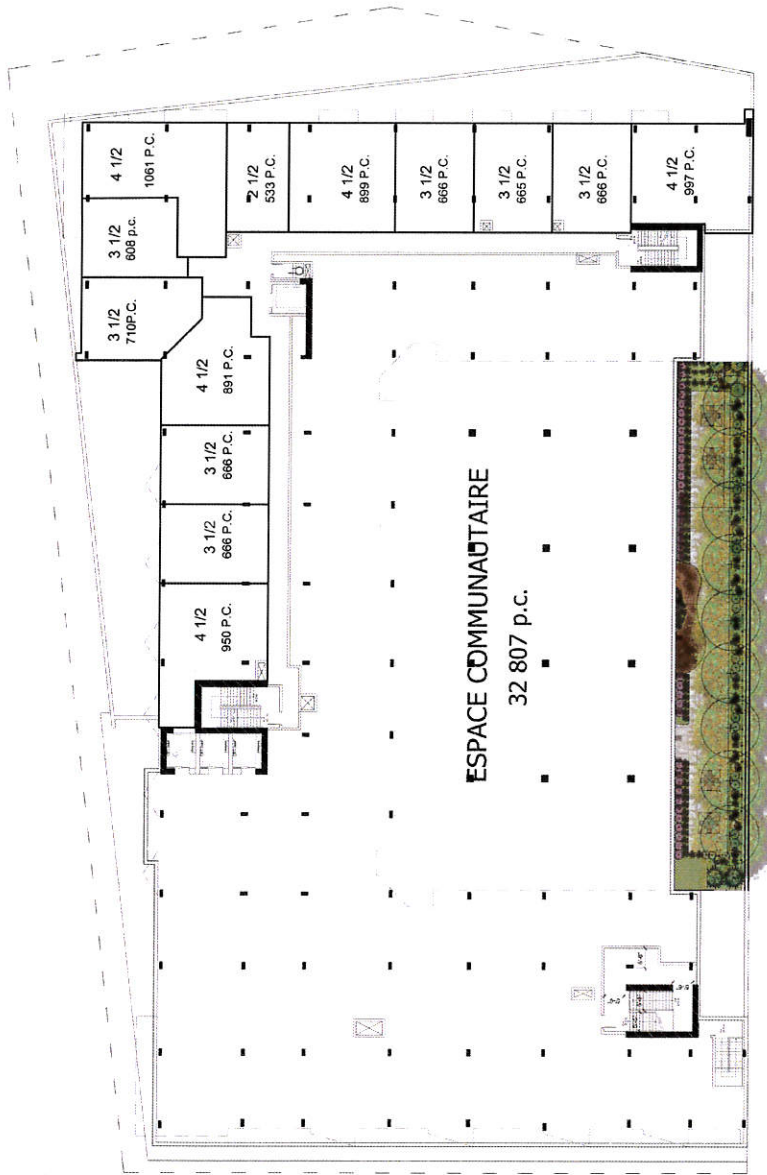 4 1/2
950 P.C.
3 1/2
666 P.C.
3 1/2
666 P.C.
4 1/2
891 P.C.
3 1/2
710P.C.
3 1/2
608 p.c.
4 1/2
1061 P.C.
2 1/2
533 P.C.
4 1/2
899 P.C.
3 1/2
666 P.C.
3 1/2
665 P.C.
3 1/2
666 P.C.
4 1/2
997 P.C.
ESPACE COMMUNAUTAIRE
32 807 p.c.